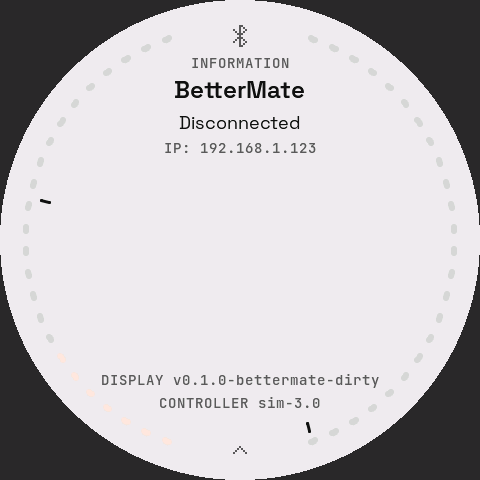 INFORMATION
BetterMate
Disconnected
IP: 192.168.1.123
DISPLAY v0.1.0-bettermate-dirty
CONTROLLER sim-3.0